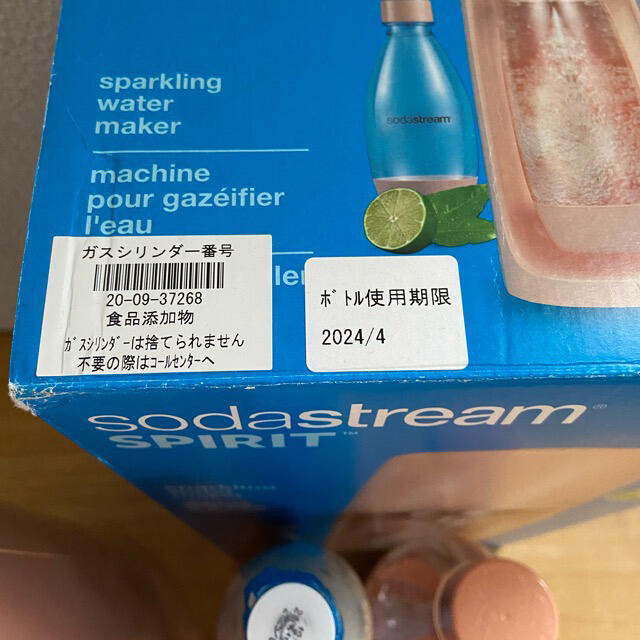 sparkling
water
maker
sodastream
machine
pour gazéifier
l'eau
ガスシリンダー番号
20-09-37268
食品添加物
ｶﾞｽｼﾘﾝﾀﾞｰは捨てられません
不要の際はｺｰﾙｾﾝﾀｰへ
ﾎﾞﾄﾙ使用期限
2024/4
sodastream®
SPIRIT™